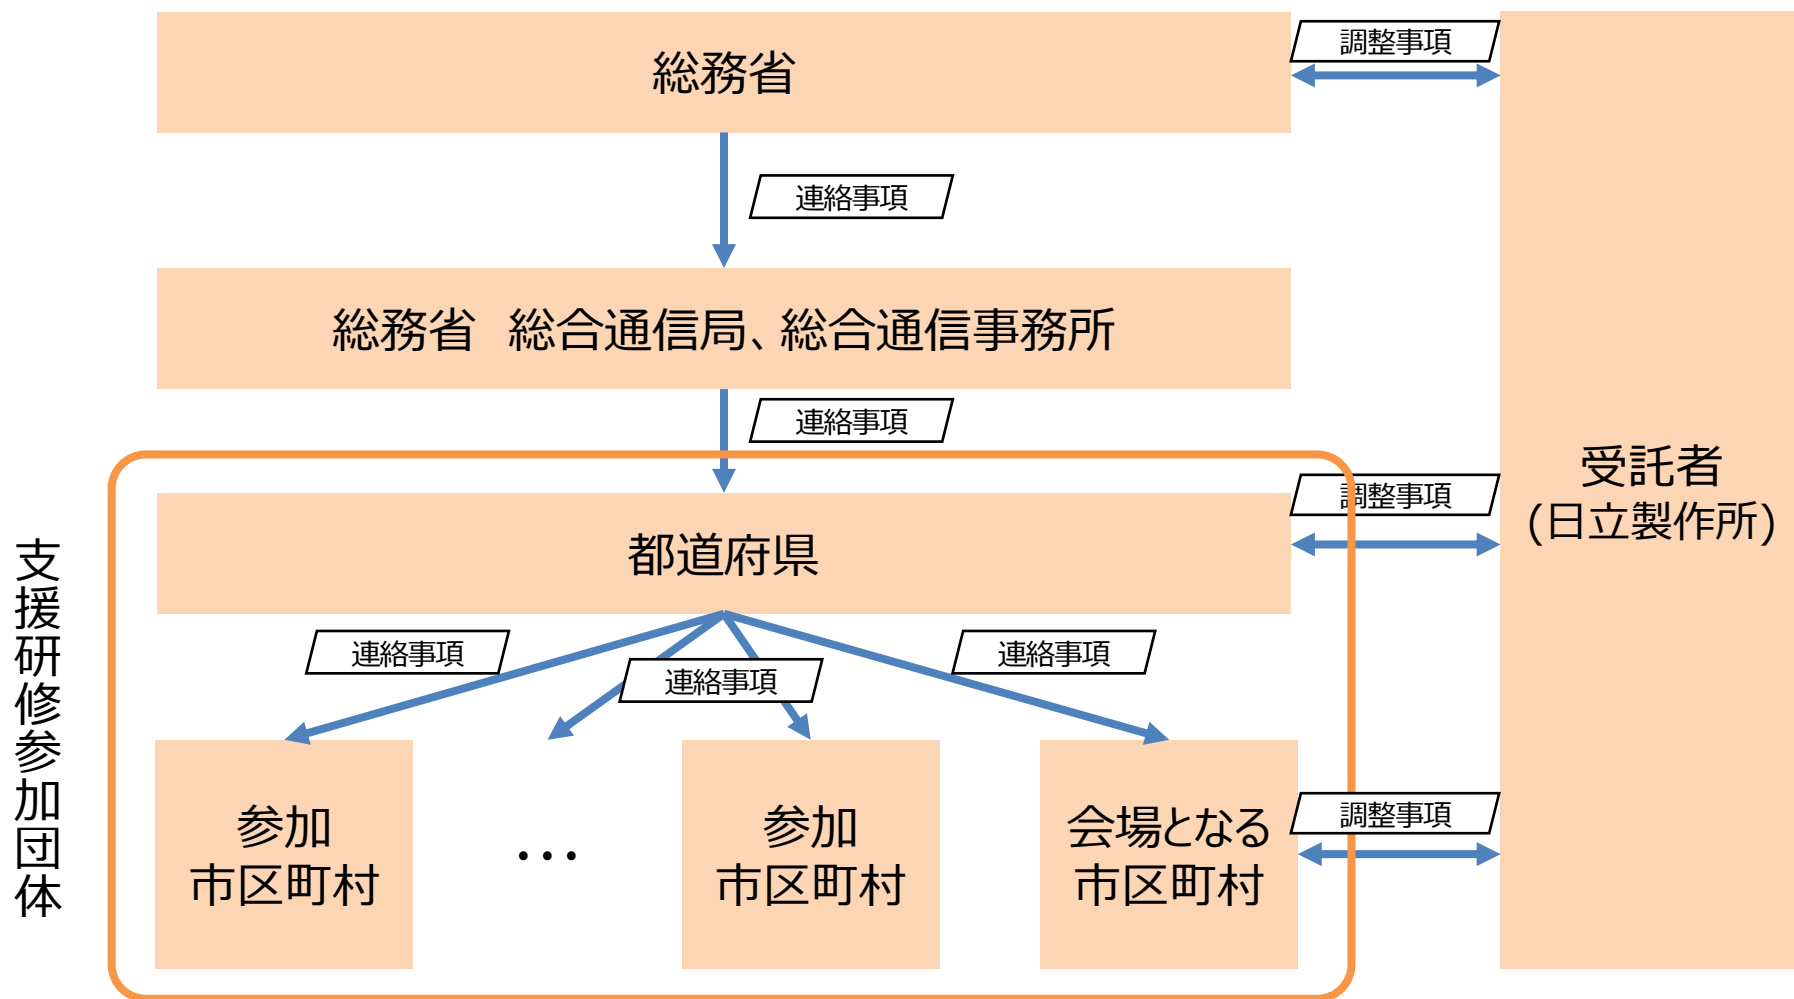 総務省
調整事項
連絡事項
総務省　総合通信局、総合通信事務所
連絡事項
支援研修参加団体
都道府県
調整事項
受託者
(日立製作所)
連絡事項
連絡事項
連絡事項
参加
市区町村
…
参加
市区町村
会場となる
市区町村
調整事項